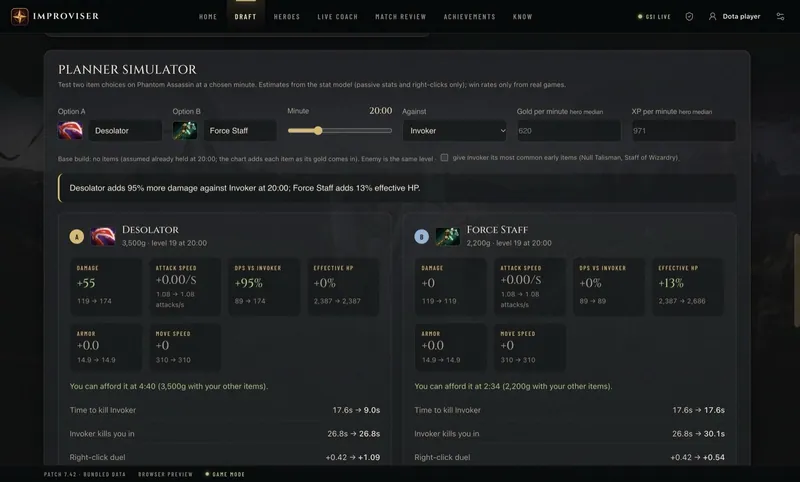 IMPROVISER
HOME DRAFT HEROES LIVE COACH MATCH REVIEW ACHIEVEMENTS KNOW
GSI LIVE
Dota player
PLANNER SIMULATOR
Test two item choices on Phantom Assassin at a chosen minute. Estimates from the stat model (passive stats and right-clicks only); win rates only from real games.
Option A
Desolator
Option B
Force Staff
Minute 20:00
Against
Invoker
Gold per minute hero median
620
XP per minute hero median
971
Base build: no items (assumed already held at 20:00; the chart adds each item as its gold comes in). Enemy is the same level · give Invoker its most common early items (Null Talisman, Staff of Wizardry).
Desolator adds 95% more damage against Invoker at 20:00; Force Staff adds 13% effective HP.
A
DESOLATOR
3,500g · level 19 at 20:00
DAMAGE
+55
119 → 174
ATTACK SPEED
+0.00/S
1.08 → 1.08
attacks/s
DPS VS INVOKER
+95%
89 → 174
EFFECTIVE HP
+0%
2,387 → 2,387
ARMOR
+0.0
14.9 → 14.9
MOVE SPEED
+0
310 → 310
You can afford it at 4:40 (3,500g with your other items).
Time to kill Invoker 17.6s → 9.0s
Invoker kills you in 26.8s → 26.8s
Right-click duel +0.42 → +1.09
B
FORCE STAFF
2,200g · level 19 at 20:00
DAMAGE
+0
119 → 119
ATTACK SPEED
+0.00/S
1.08 → 1.08
attacks/s
DPS VS INVOKER
+0%
89 → 89
EFFECTIVE HP
+13%
2,387 → 2,686
ARMOR
+0.0
14.9 → 14.9
MOVE SPEED
+0
310 → 310
You can afford it at 2:34 (2,200g with your other items).
Time to kill Invoker 17.6s → 17.6s
Invoker kills you in 26.8s → 30.1s
Right-click duel +0.42 → +0.54
PATCH 7.42 · BUNDLED DATA BROWSER PREVIEW GAME MODE